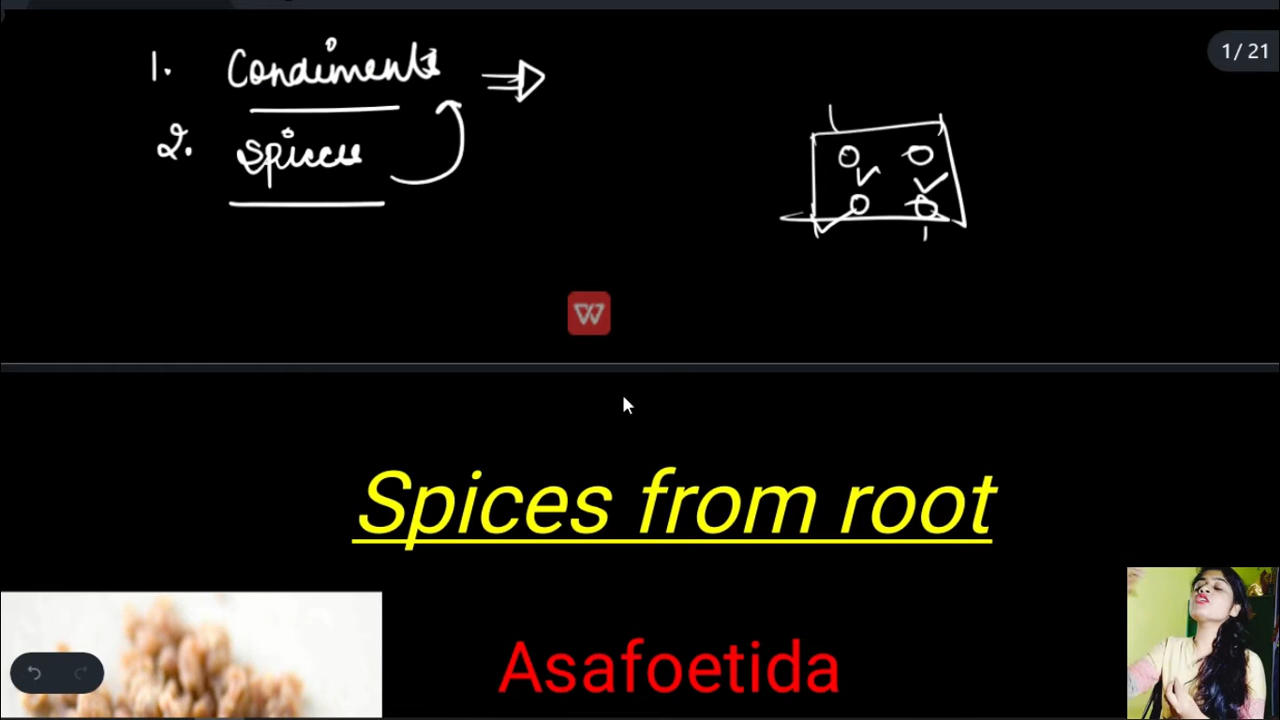 1. Condiments
1/21
2. Spices
W
Spices from root
Asafoetida